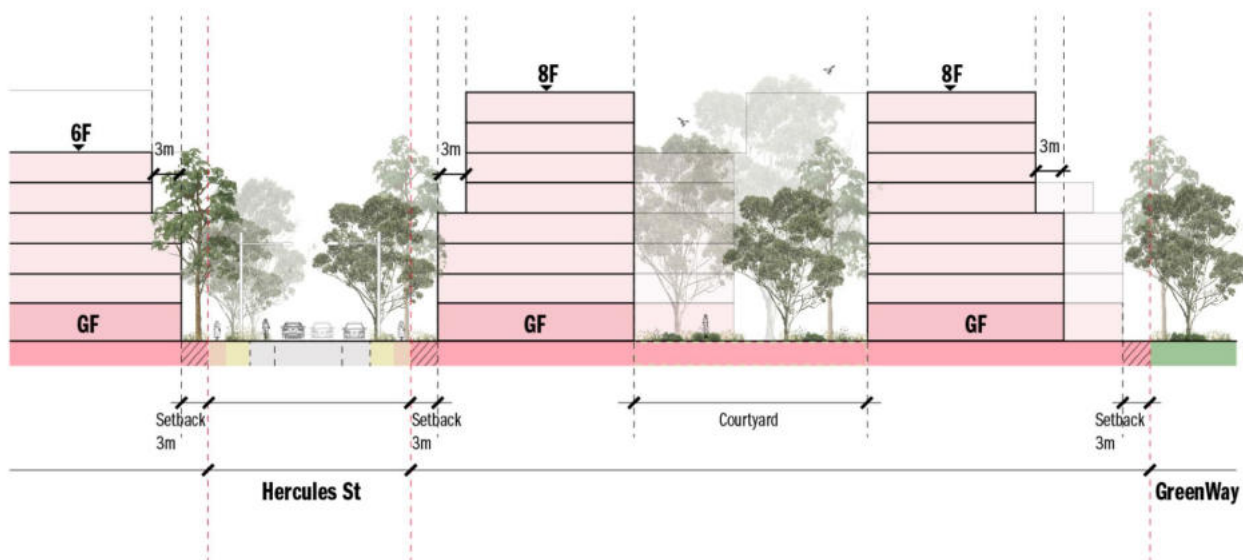 8F
8F
6F
3m
3m
3m
GF
GF
GF
Setback
3m
Setback
3m
Courtyard
Setback
3m
Hercules St
GreenWay